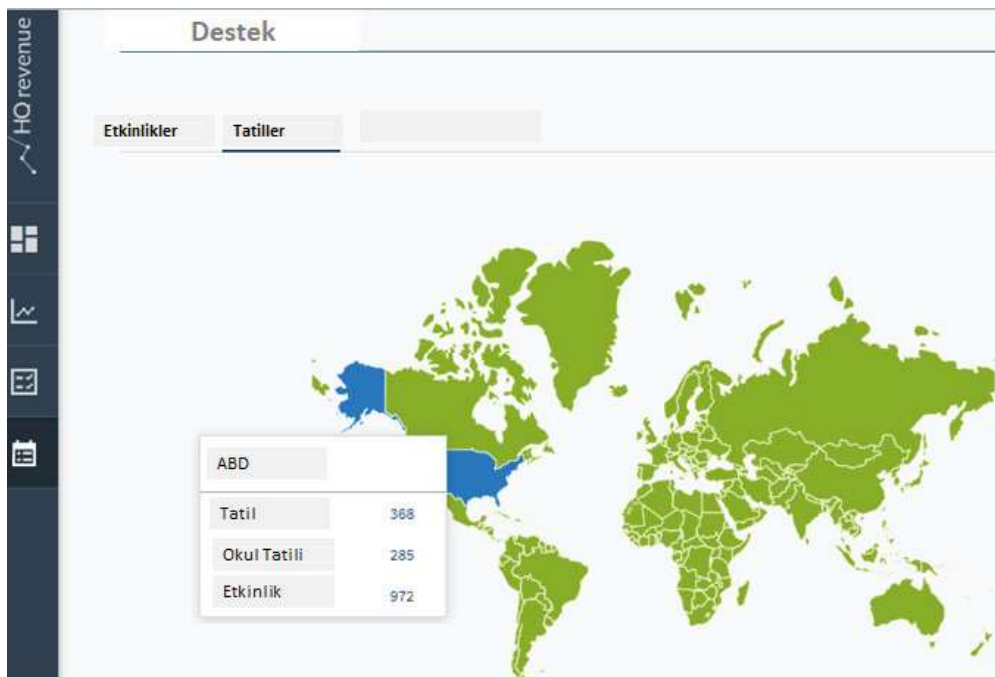 HQ revenue
Destek
Etkinlikler Tatiller
ABD
Tatil 368
Okul Tatili 285
Etkinlik 972